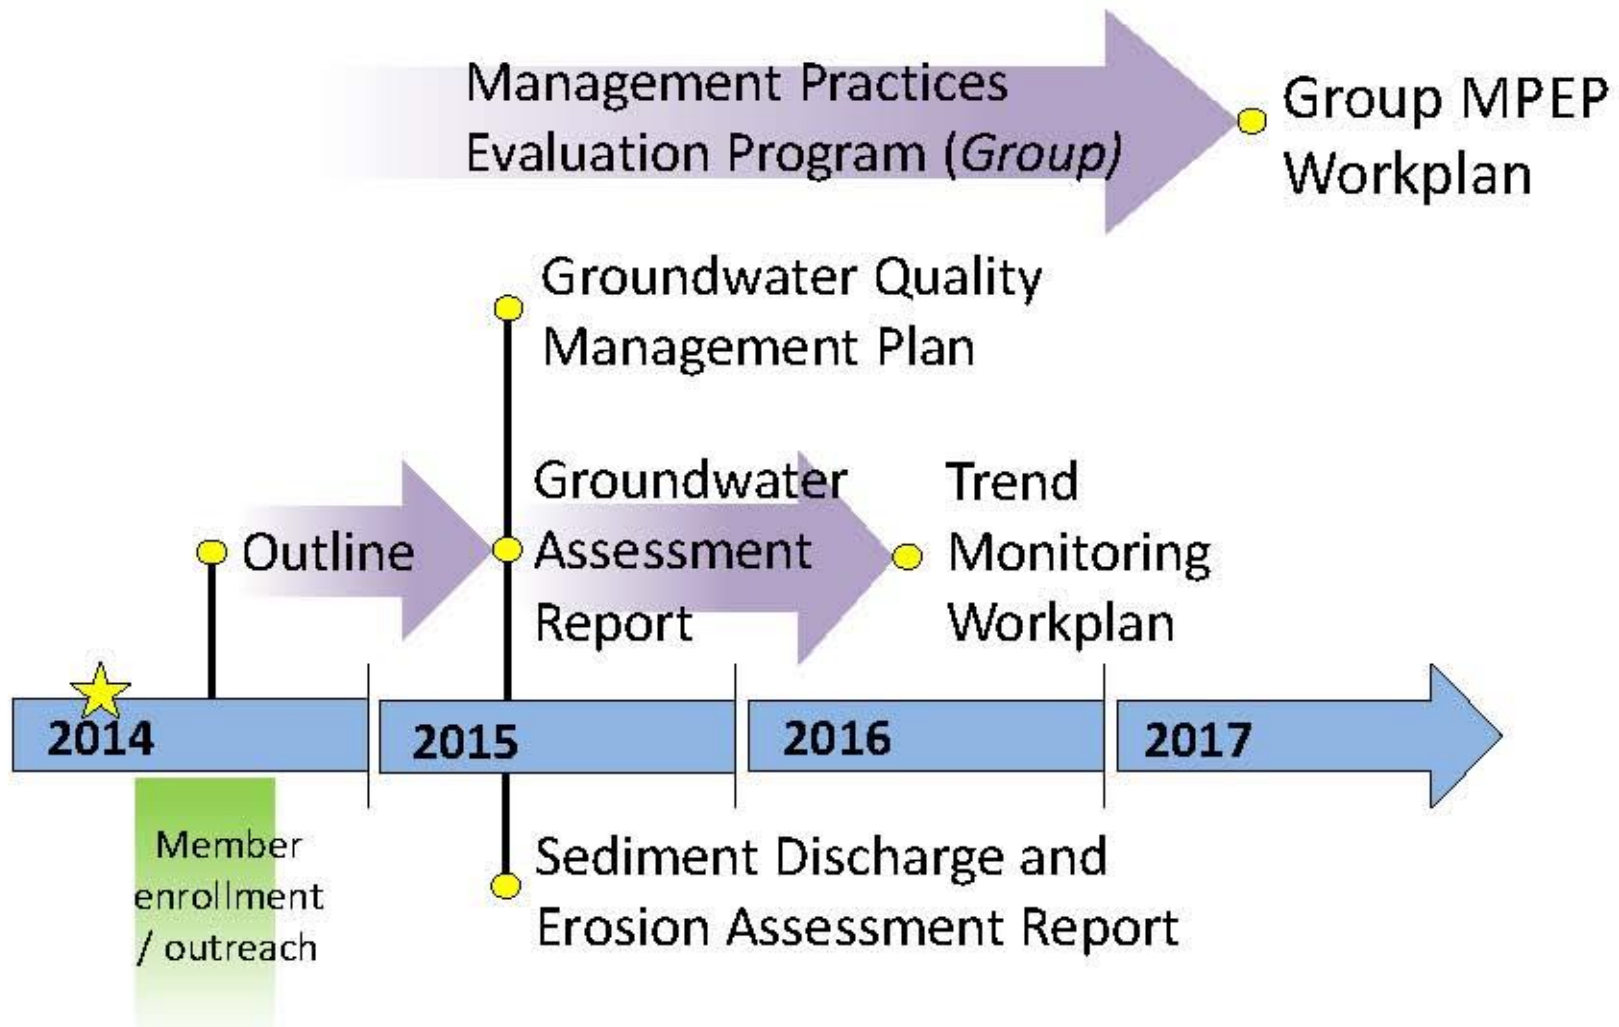 Management Practices
Evaluation Program (Group)
Group MPEP
Workplan
Groundwater Quality
Management Plan
Outline
Groundwater
Assessment
Report
Trend
Monitoring
Workplan
2014
2015
2016
2017
Member
enrollment
/ outreach
Sediment Discharge and
Erosion Assessment Report